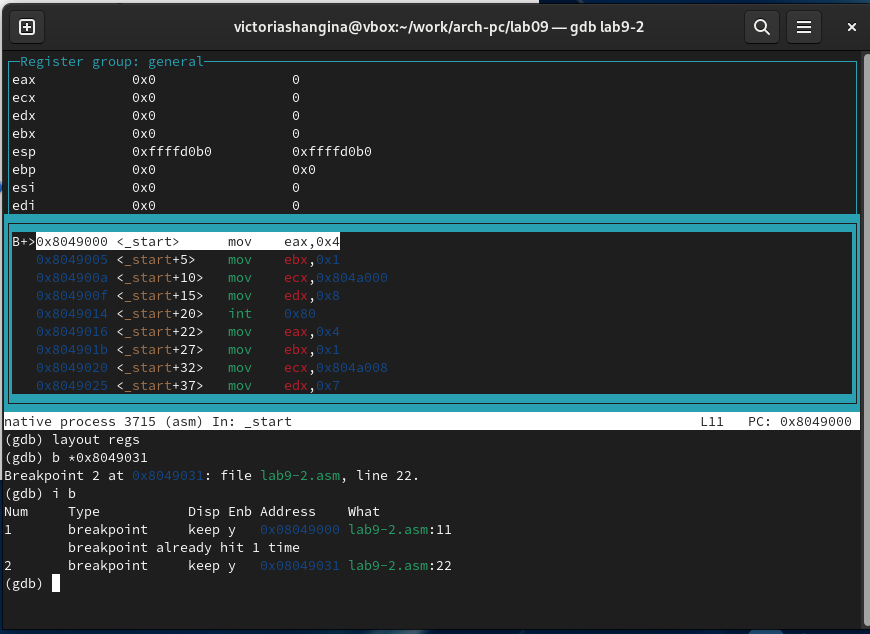 victoriashangina@vbox:~/work/arch-pc/lab09 — gdb lab9-2
Register group: general
eax 0x0 0
ecx 0x0 0
edx 0x0 0
ebx 0x0 0
esp 0xffffd0b0 0xffffd0b0
ebp 0x0 0x0
esi 0x0 0
edi 0x0 0
B+>0x8049000 <_start> mov eax,0x4
0x8049005 <_start+5> mov ebx,0x1
0x804900a <_start+10> mov ecx,0x804a000
0x804900f <_start+15> mov edx,0x8
0x8049014 <_start+20> int 0x80
0x8049016 <_start+22> mov eax,0x4
0x804901b <_start+27> mov ebx,0x1
0x8049020 <_start+32> mov ecx,0x804a008
0x8049025 <_start+37> mov edx,0x7
native process 3715 (asm) In: _start L11 PC: 0x8049000
(gdb) layout regs
(gdb) b *0x8049031
Breakpoint 2 at 0x8049031: file lab9-2.asm, line 22.
(gdb) i b
Num Type Disp Enb Address What
1 breakpoint keep y 0x08049000 lab9-2.asm:11
breakpoint already hit 1 time
2 breakpoint keep y 0x08049031 lab9-2.asm:22
(gdb)